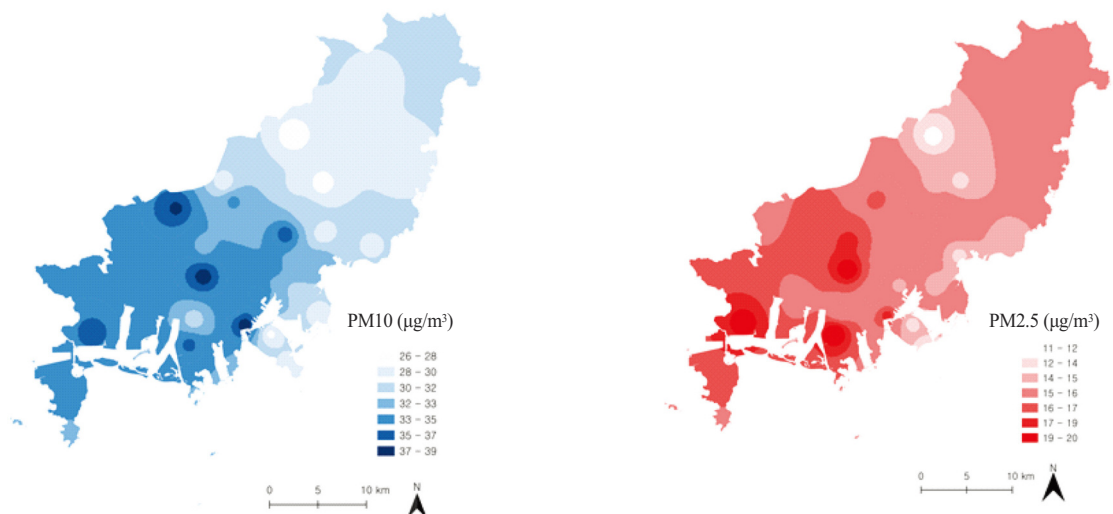 PM10 (μg/m³)
26 – 28
28 – 30
30 – 32
32 – 33
33 – 35
35 – 37
37 – 39
0 5 10 km
N
PM2.5 (μg/m³)
11 – 12
12 – 14
14 – 15
15 – 16
16 – 17
17 – 19
19 – 20
0 5 10 km
N